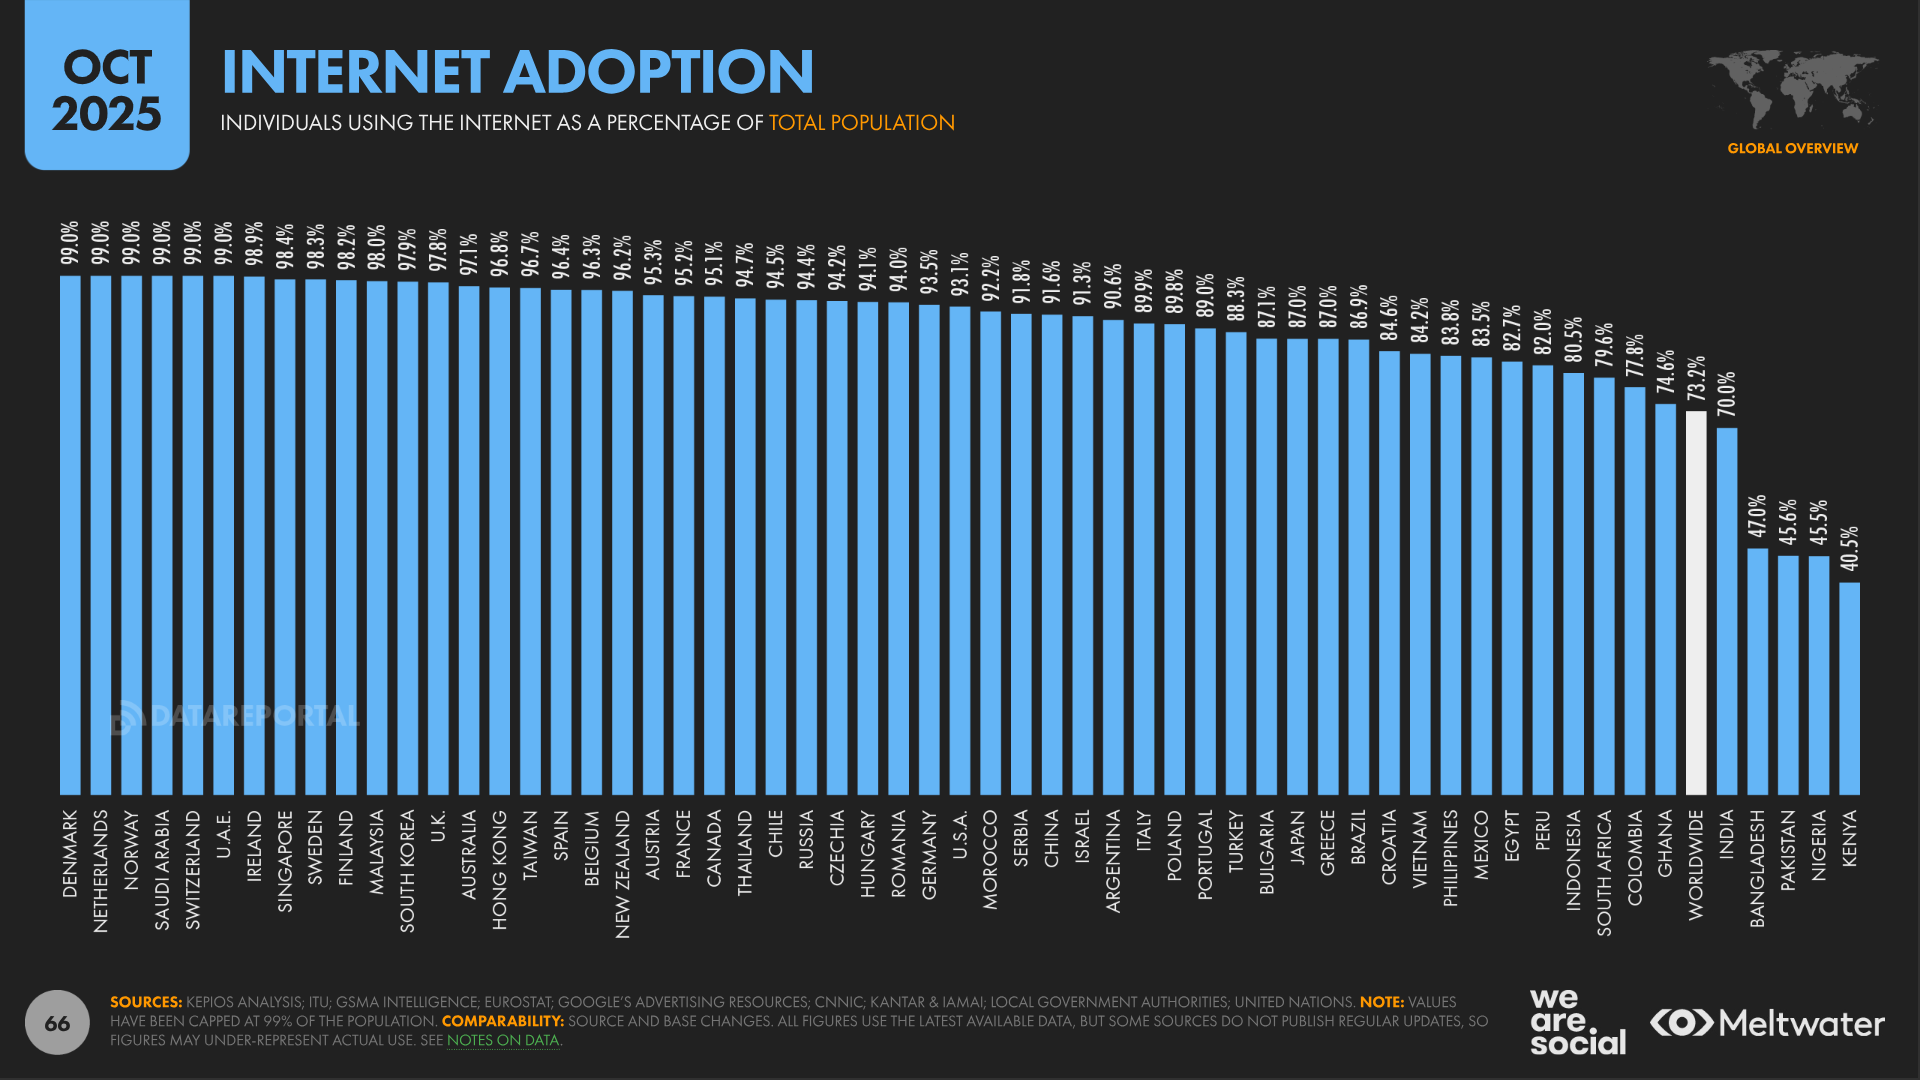 OCT
2025
INTERNET ADOPTION
INDIVIDUALS USING THE INTERNET AS A PERCENTAGE OF TOTAL POPULATION
GLOBAL OVERVIEW
99.0% 99.0% 99.0% 99.0% 99.0% 99.0% 98.9% 98.4% 98.3% 98.2% 98.0% 97.9% 97.8% 97.1% 96.8% 96.7% 96.4% 96.3% 96.2% 95.3% 95.2% 95.1% 94.7% 94.5% 94.4% 94.2% 94.1% 94.0% 93.5% 93.1% 92.2% 91.8% 91.6% 91.3% 90.6% 89.9% 89.8% 89.0% 88.3% 87.1% 87.0% 87.0% 86.9% 84.6% 84.2% 83.8% 83.5% 82.7% 82.0% 80.5% 79.6% 77.8% 74.6% 73.2% 70.0% 47.0% 45.6% 45.5% 40.5%
DATAREPORTAL
DENMARK
NETHERLANDS
NORWAY
SAUDI ARABIA
SWITZERLAND
U.A.E.
IRELAND
SINGAPORE
SWEDEN
FINLAND
MALAYSIA
SOUTH KOREA
U.K.
AUSTRALIA
HONG KONG
TAIWAN
SPAIN
BELGIUM
NEW ZEALAND
AUSTRIA
FRANCE
CANADA
THAILAND
CHILE
RUSSIA
CZECHIA
HUNGARY
ROMANIA
GERMANY
U.S.A.
MOROCCO
SERBIA
CHINA
ISRAEL
ARGENTINA
ITALY
POLAND
PORTUGAL
TURKEY
BULGARIA
JAPAN
GREECE
BRAZIL
CROATIA
VIETNAM
PHILIPPINES
MEXICO
EGYPT
PERU
INDONESIA
SOUTH AFRICA
COLOMBIA
GHANA
WORLDWIDE
INDIA
BANGLADESH
PAKISTAN
NIGERIA
KENYA
66
SOURCES: KEPIOS ANALYSIS; ITU; GSMA INTELLIGENCE; EUROSTAT; GOOGLE'S ADVERTISING RESOURCES; CNNIC; KANTAR & IAMAI; LOCAL GOVERNMENT AUTHORITIES; UNITED NATIONS. NOTE: VALUES
HAVE BEEN CAPPED AT 99% OF THE POPULATION. COMPARABILITY: SOURCE AND BASE CHANGES. ALL FIGURES USE THE LATEST AVAILABLE DATA, BUT SOME SOURCES DO NOT PUBLISH REGULAR UPDATES, SO
FIGURES MAY UNDER-REPRESENT ACTUAL USE. SEE NOTES ON DATA.
we
are.
social
Meltwater